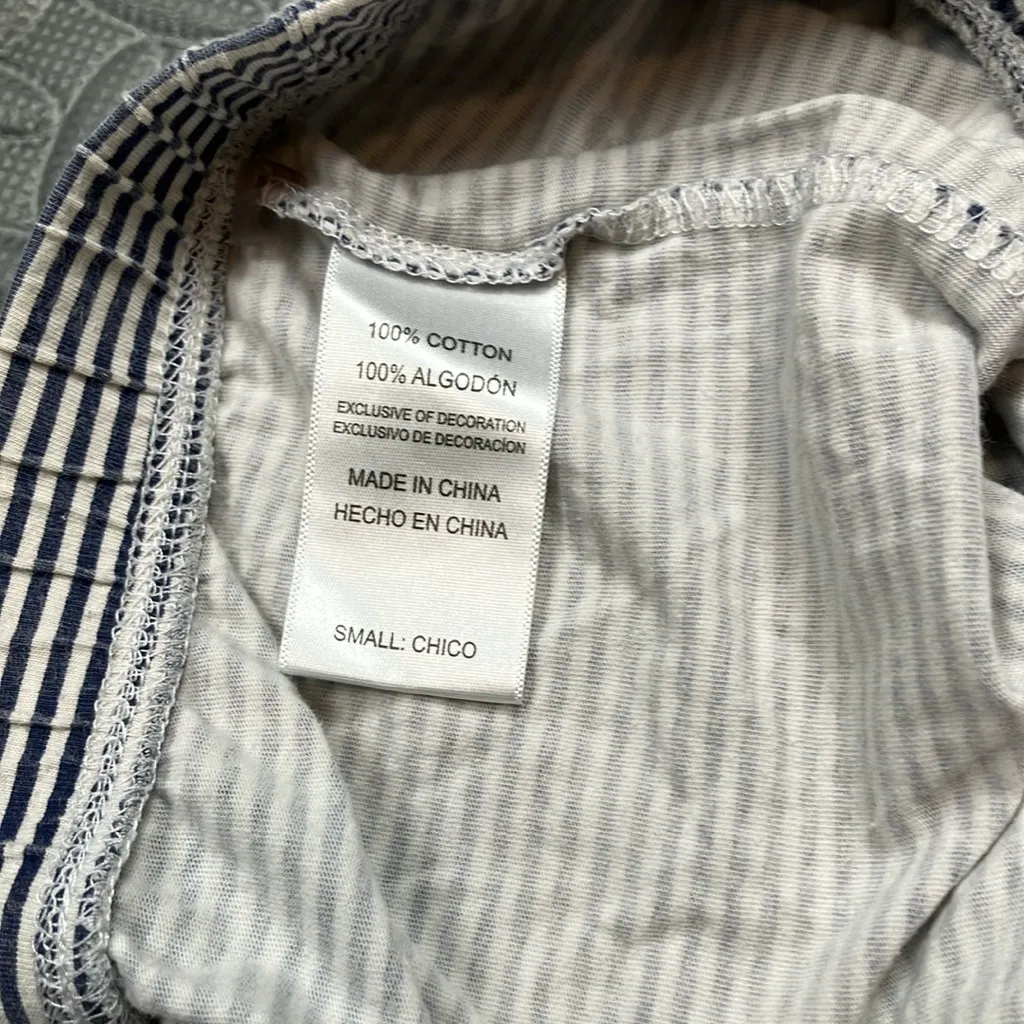 100% COTTON
100% ALGODÓN
EXCLUSIVE OF DECORATION
EXCLUSIVO DE DECORACÍON
MADE IN CHINA
HECHO EN CHINA
SMALL: CHICO